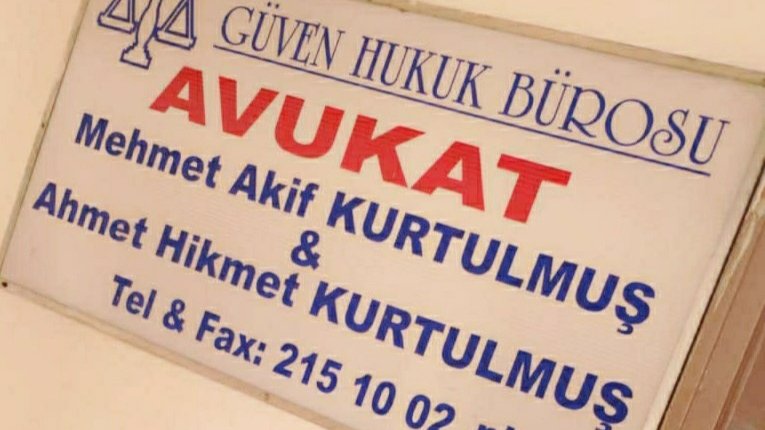 GÜVEN HUKUK BÜROSU
AVUKAT
Mehmet Akif KURTULMUŞ
&
Ahmet Hikmet KURTULMUŞ
Tel & Fax: 215 10 02